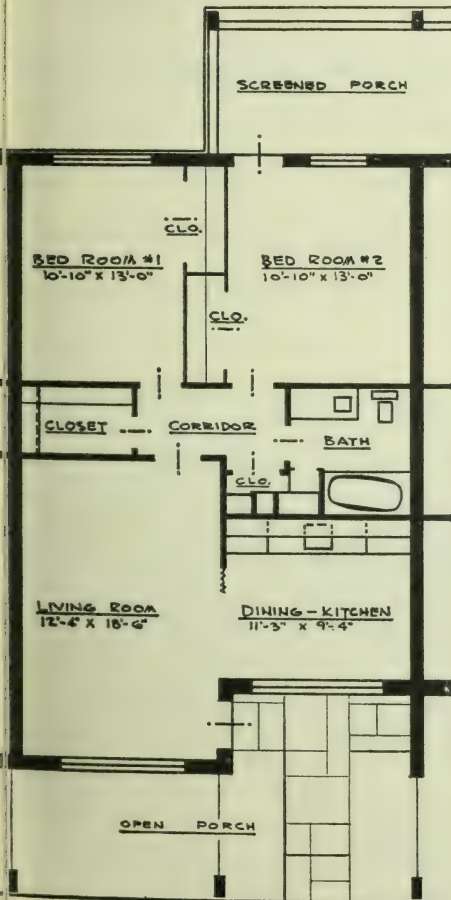 SCREENED PORCH
CLO.
BED ROOM #1
10'-10" X 13'-0"
BED ROOM #2
10'-10" X 13'-0"
CLO.
CLOSET
CORRIDOR
BATH
CLO.
LIVING ROOM
12'-4" X 18'-6"
DINING-KITCHEN
11'-3" X 9'-4"
OPEN PORCH